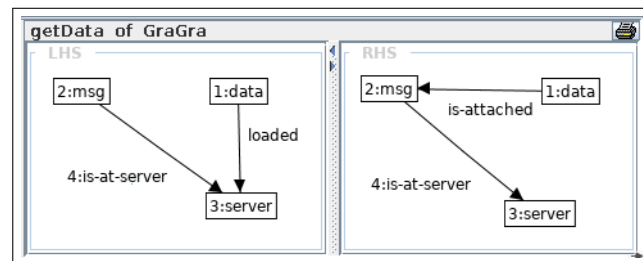 getData of GraGra
LHS
2:msg
1:data
loaded
4:is-at-server
3:server
RHS
2:msg
1:data
is-attached
4:is-at-server
3:server